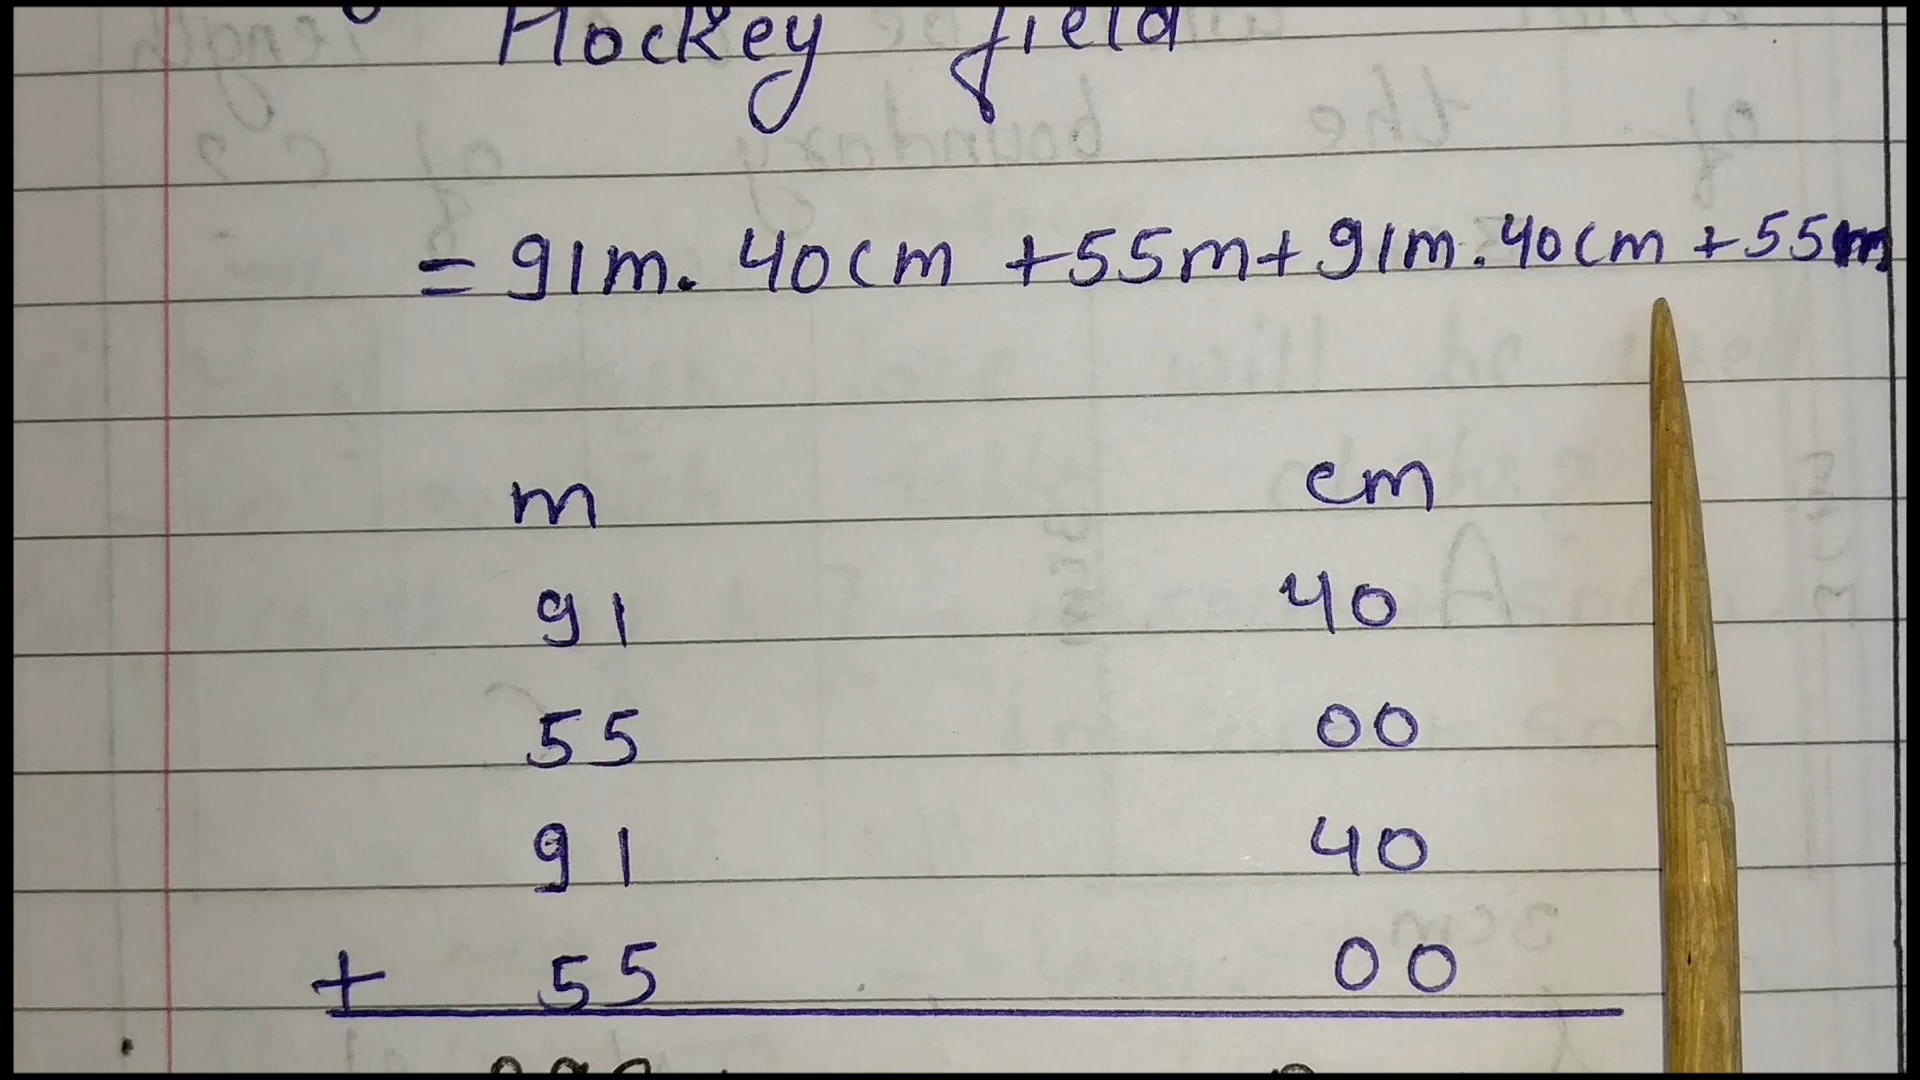 Hockey field
= 91m. 40cm + 55m + 91m. 40cm + 55m
m cm
91 40
55 00
91 40
+ 55 00